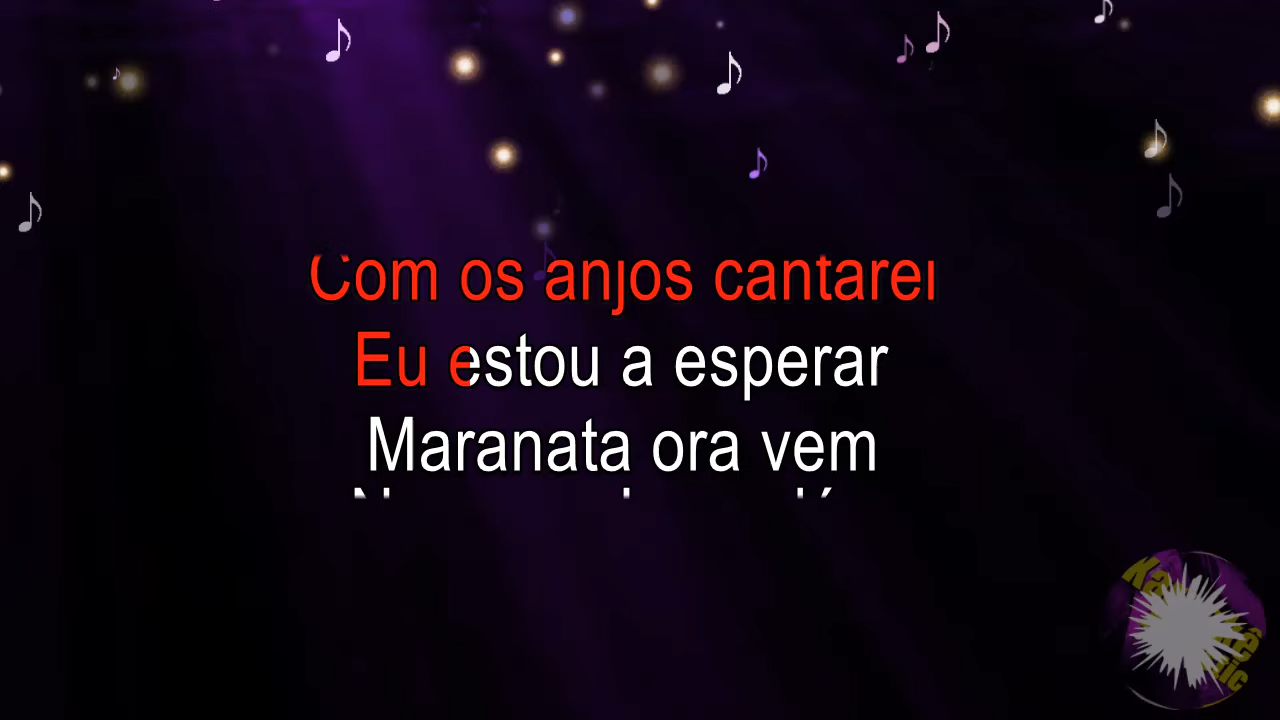 Com os anjos cantarei
Eu estou a esperar
Maranata ora vem